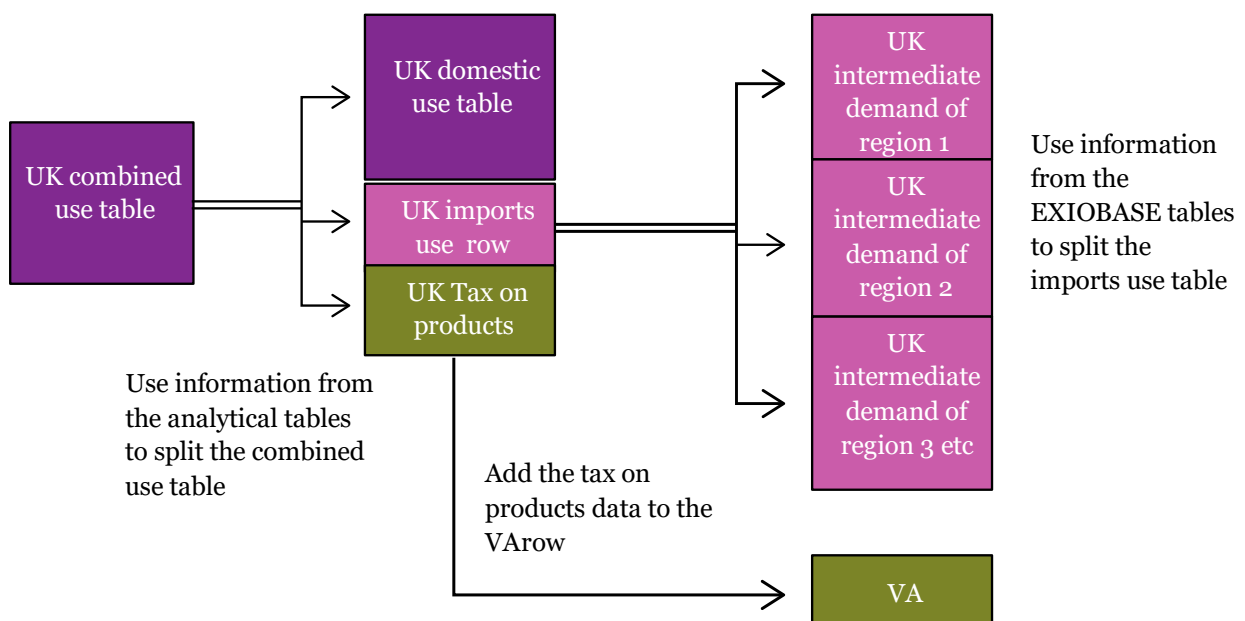 UK combined
use table
UK domestic
use table
UK imports
use row
UK Tax on
products
Use information from
the analytical tables
to split the combined
use table
Add the tax on
products data to the
VArow
UK
intermediate
demand of
region 1
UK
intermediate
demand of
region 2
UK
intermediate
demand of
region 3 etc
VA
Use information
from the
EXIOBASE tables
to split the
imports use table